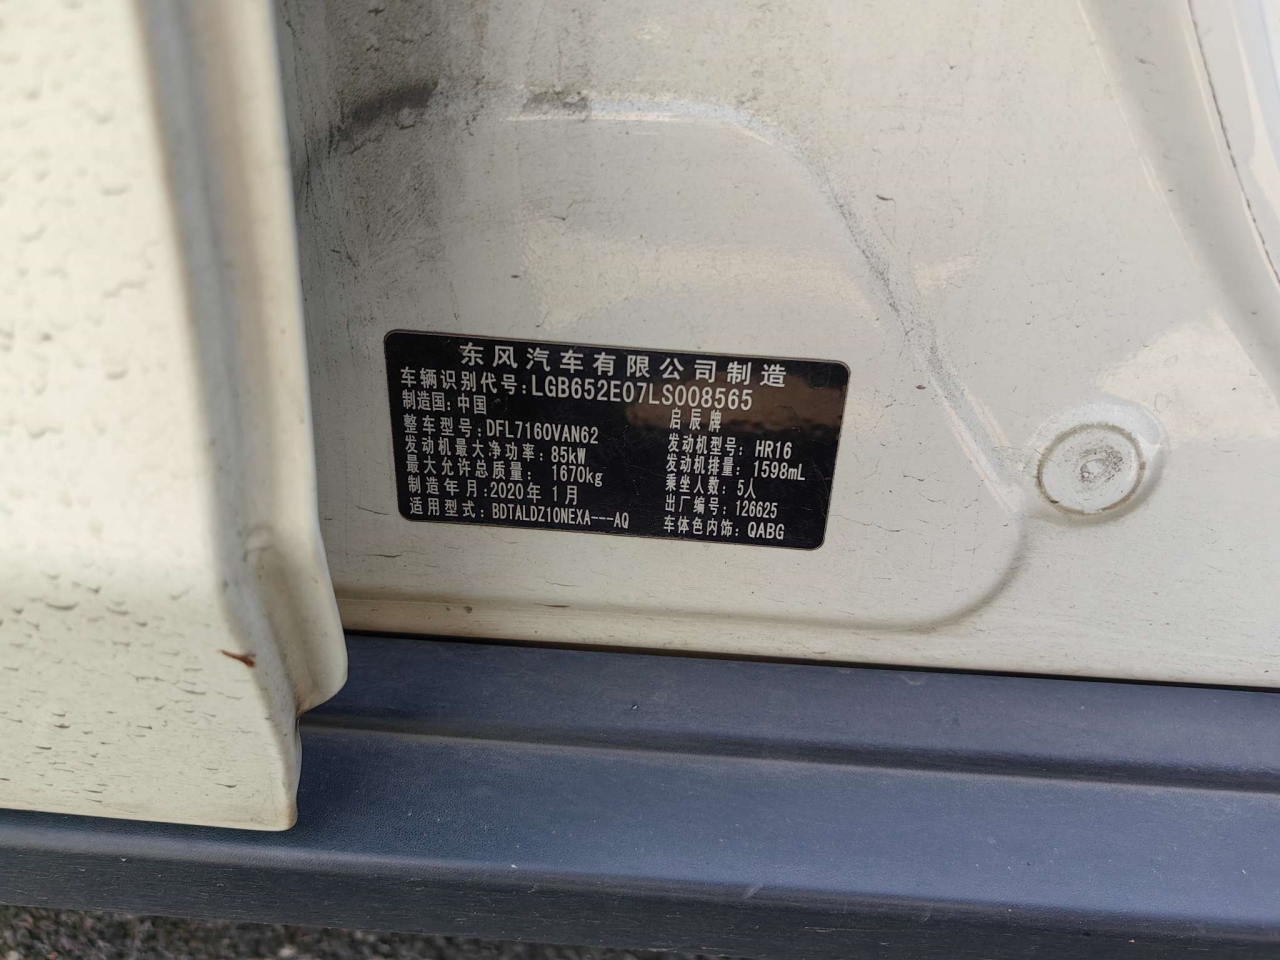 东风汽车有限公司制造
车辆识别代号:LGB652E07LS008565
制造国:中国 启辰牌
整车型号:DFL7160VAN62 发动机型号:HR16
发动机最大净功率:85kW 发动机排量:1598mL
最大允许总质量:1670kg 乘坐人数:5人
制造年月:2020年1月 出厂编号:126625
适用型式:BDTALDZ10NEXA---AQ 车体色内饰:QABG